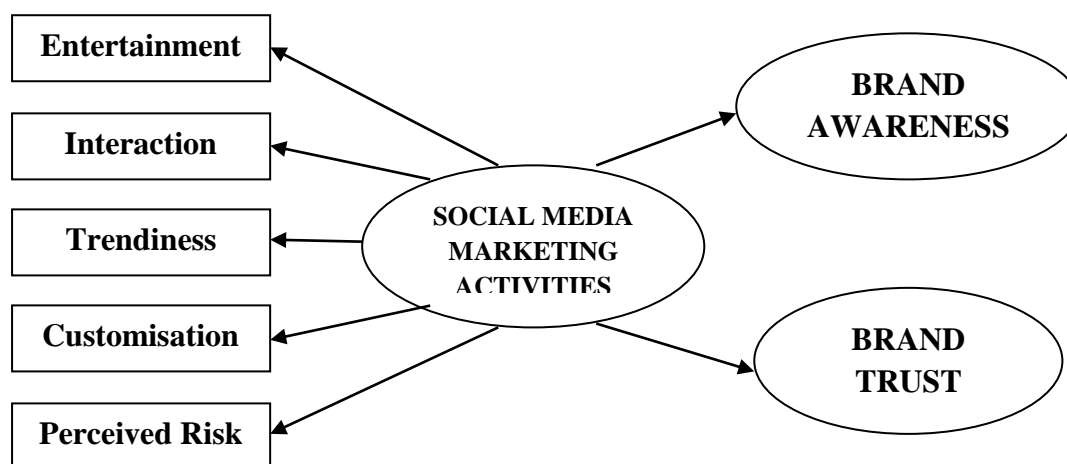 Entertainment
Interaction
Trendiness
Customisation
Perceived Risk
SOCIAL MEDIA
MARKETING
ACTIVITIES
BRAND
AWARENESS
BRAND
TRUST